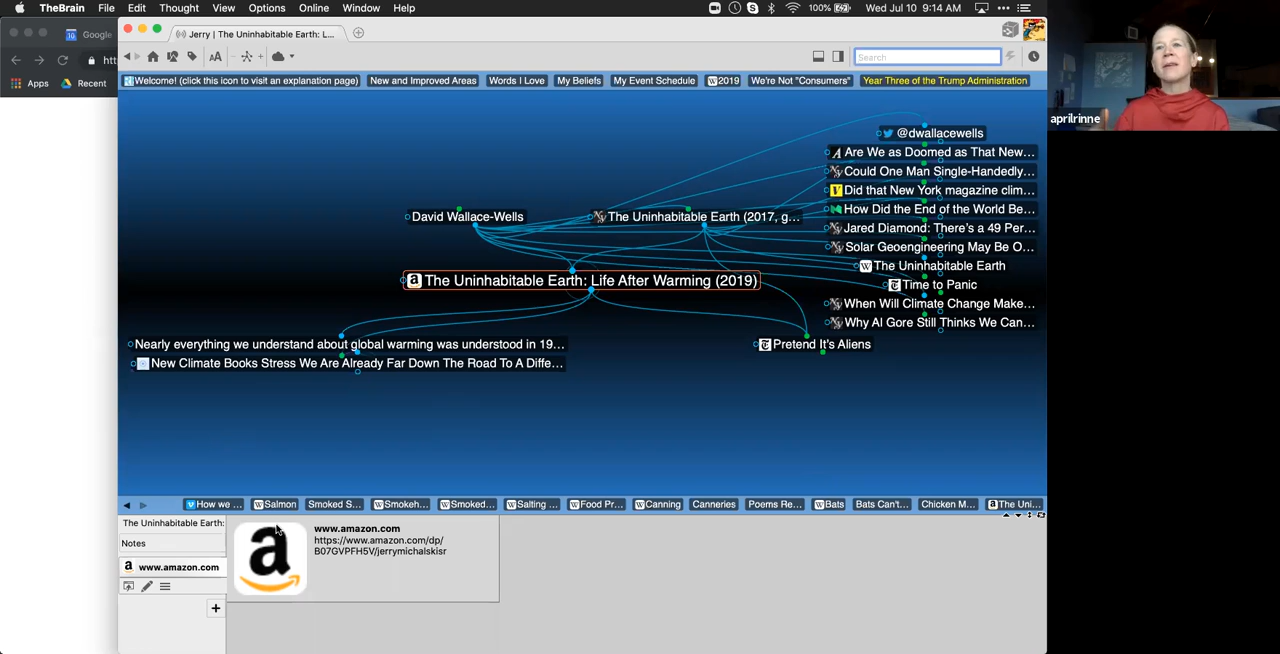 TheBrain File Edit Thought View Options Online Window Help 100% Wed Jul 10 9:14 AM
Google
Jerry | The Uninhabitable Earth: L...
htt
AA
Search
Apps Recent
Welcome! (click this icon to visit an explanation page) New and Improved Areas Words I Love My Beliefs My Event Schedule W 2019 We're Not "Consumers" Year Three of the Trump Administration
aprilrinne
@dwallacewells
Are We as Doomed as That New...
Could One Man Single-Handedly...
Did that New York magazine clim...
How Did the End of the World Be...
David Wallace-Wells
The Uninhabitable Earth (2017, g...
Jared Diamond: There's a 49 Per...
Solar Geoengineering May Be O...
W The Uninhabitable Earth
The Uninhabitable Earth: Life After Warming (2019)
Time to Panic
When Will Climate Change Make...
Why Al Gore Still Thinks We Can...
Nearly everything we understand about global warming was understood in 19...
Pretend It's Aliens
New Climate Books Stress We Are Already Far Down The Road To A Diffe...
How we ... W Salmon Smoked S... W Smokeh... W Smoked... W Salting ... W Food Pr... W Canning Canneries Poems Re... W Bats Bats Can't... Chicken M... a The Uni...
The Uninhabitable Earth:
Notes
www.amazon.com
www.amazon.com
https://www.amazon.com/dp/
B07GVPFH5V/jerrymichalskisr